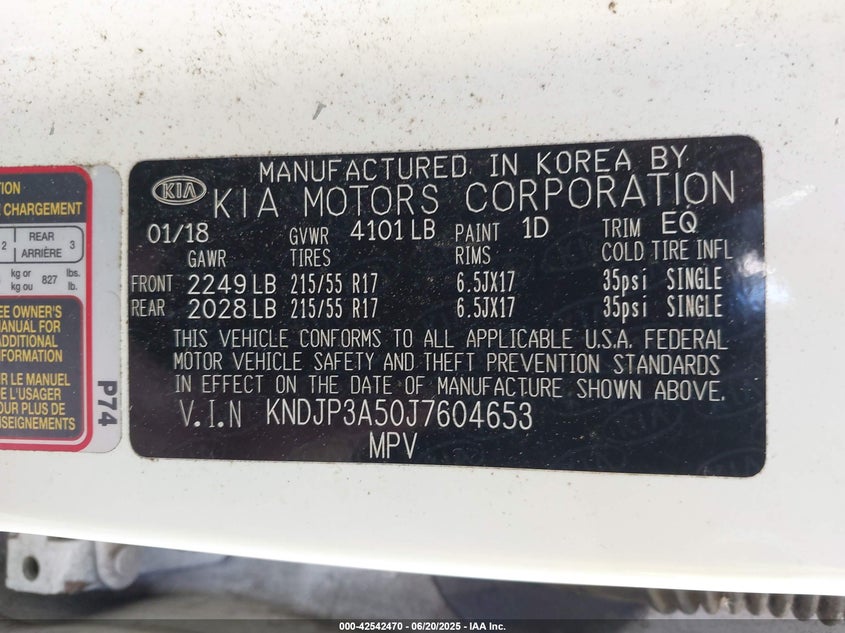 TION
CHARGEMENT
2 REAR 3
ARRIÈRE
kg or 827 lbs.
kg ou lb.
SEE OWNER'S
MANUAL FOR
ADDITIONAL
INFORMATION
LE MANUEL
DE L'USAGER
POUR PLUS DE
P74
KIA
MANUFACTURED IN KOREA BY
KIA MOTORS CORPORATION
01/18 GVWR 4101 LB PAINT 1D TRIM EQ
GAWR TIRES RIMS COLD TIRE INFL
FRONT 2249 LB 215/55 R17 6.5JX17 35psi SINGLE
REAR 2028 LB 215/55 R17 6.5JX17 35psi SINGLE
THIS VEHICLE CONFORMS TO ALL APPLICABLE U.S.A. FEDERAL
MOTOR VEHICLE SAFETY AND THEFT PREVENTION STANDARDS
IN EFFECT ON THE DATE OF MANUFACTURE SHOWN ABOVE.
V.I.N KNDJP3A50J7604653
MPV
000-42542470 - 06/20/2025 - IAA Inc.